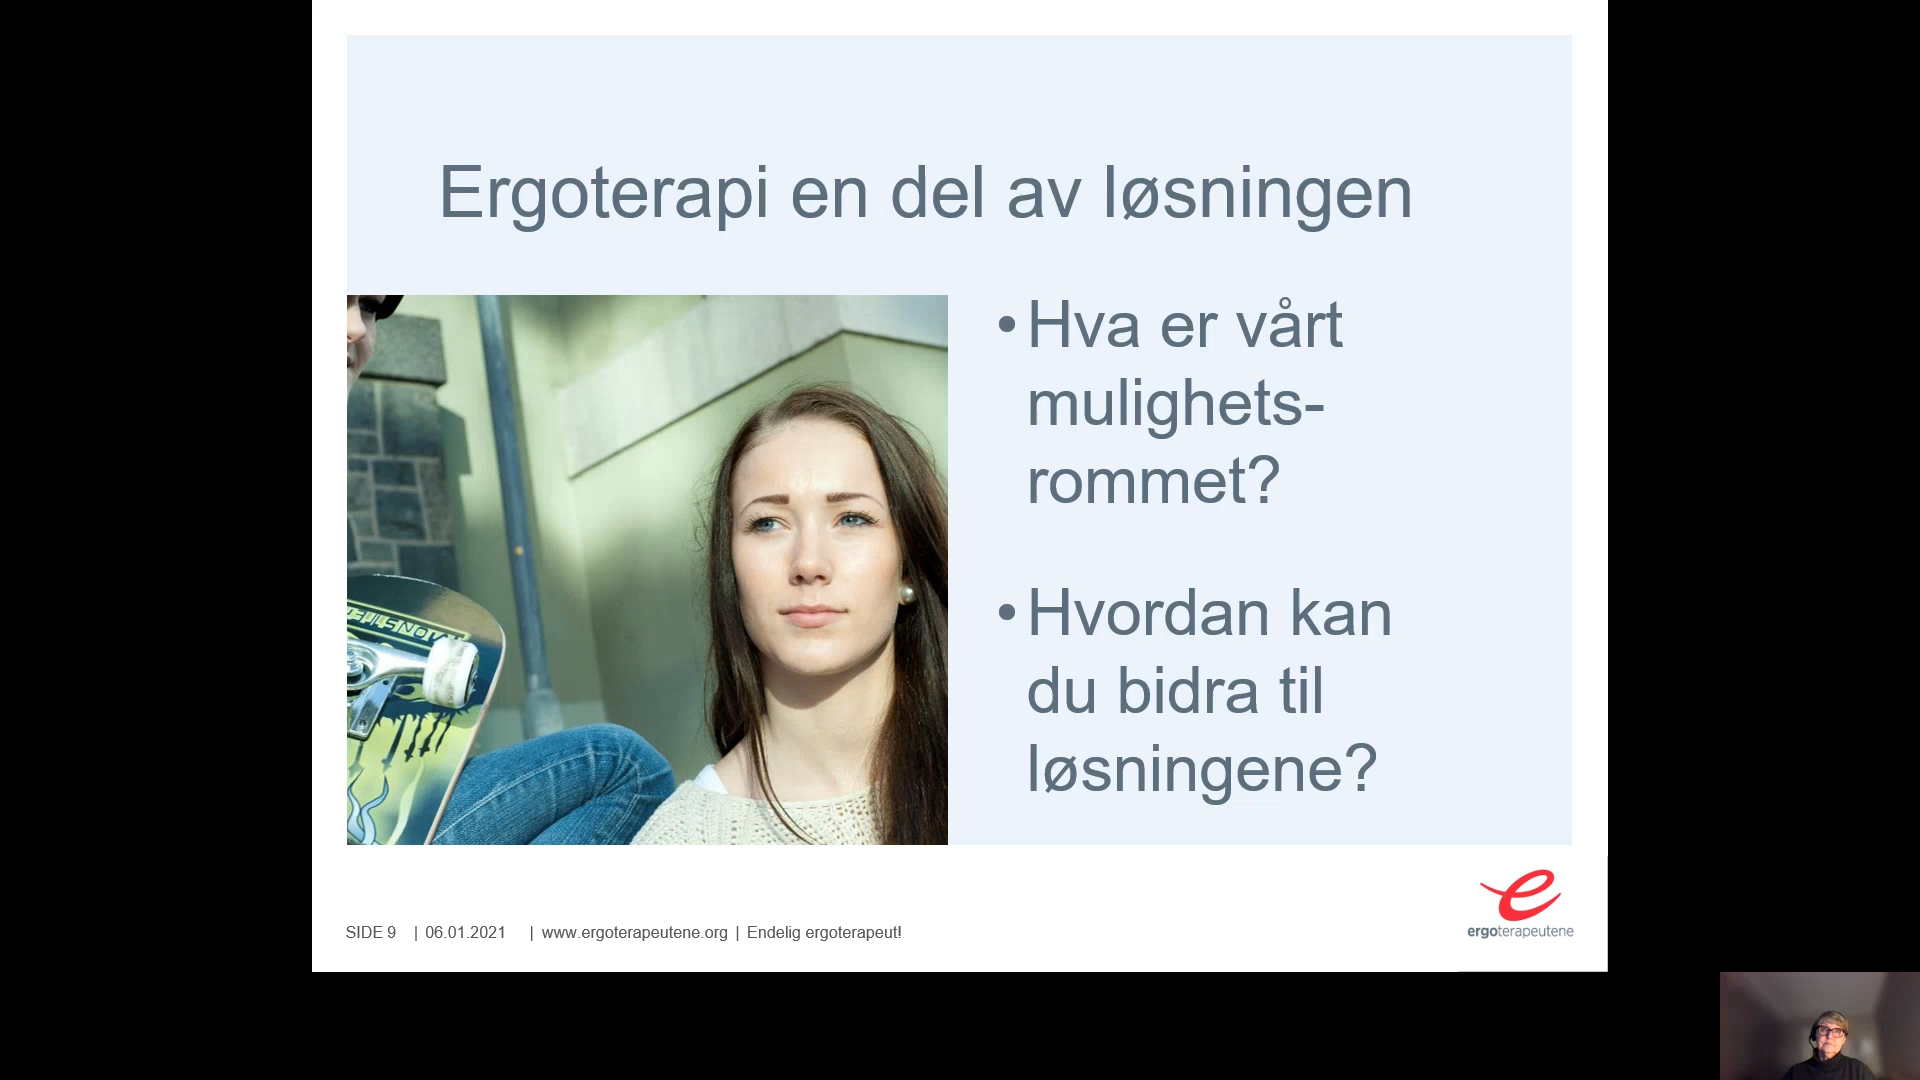 Ergoterapi en del av løsningen
•Hva er vårt
mulighets-
rommet?
•Hvordan kan
du bidra til
løsningene?
ergoterapeutene
SIDE 9 | 06.01.2021 | www.ergoterapeutene.org | Endelig ergoterapeut!